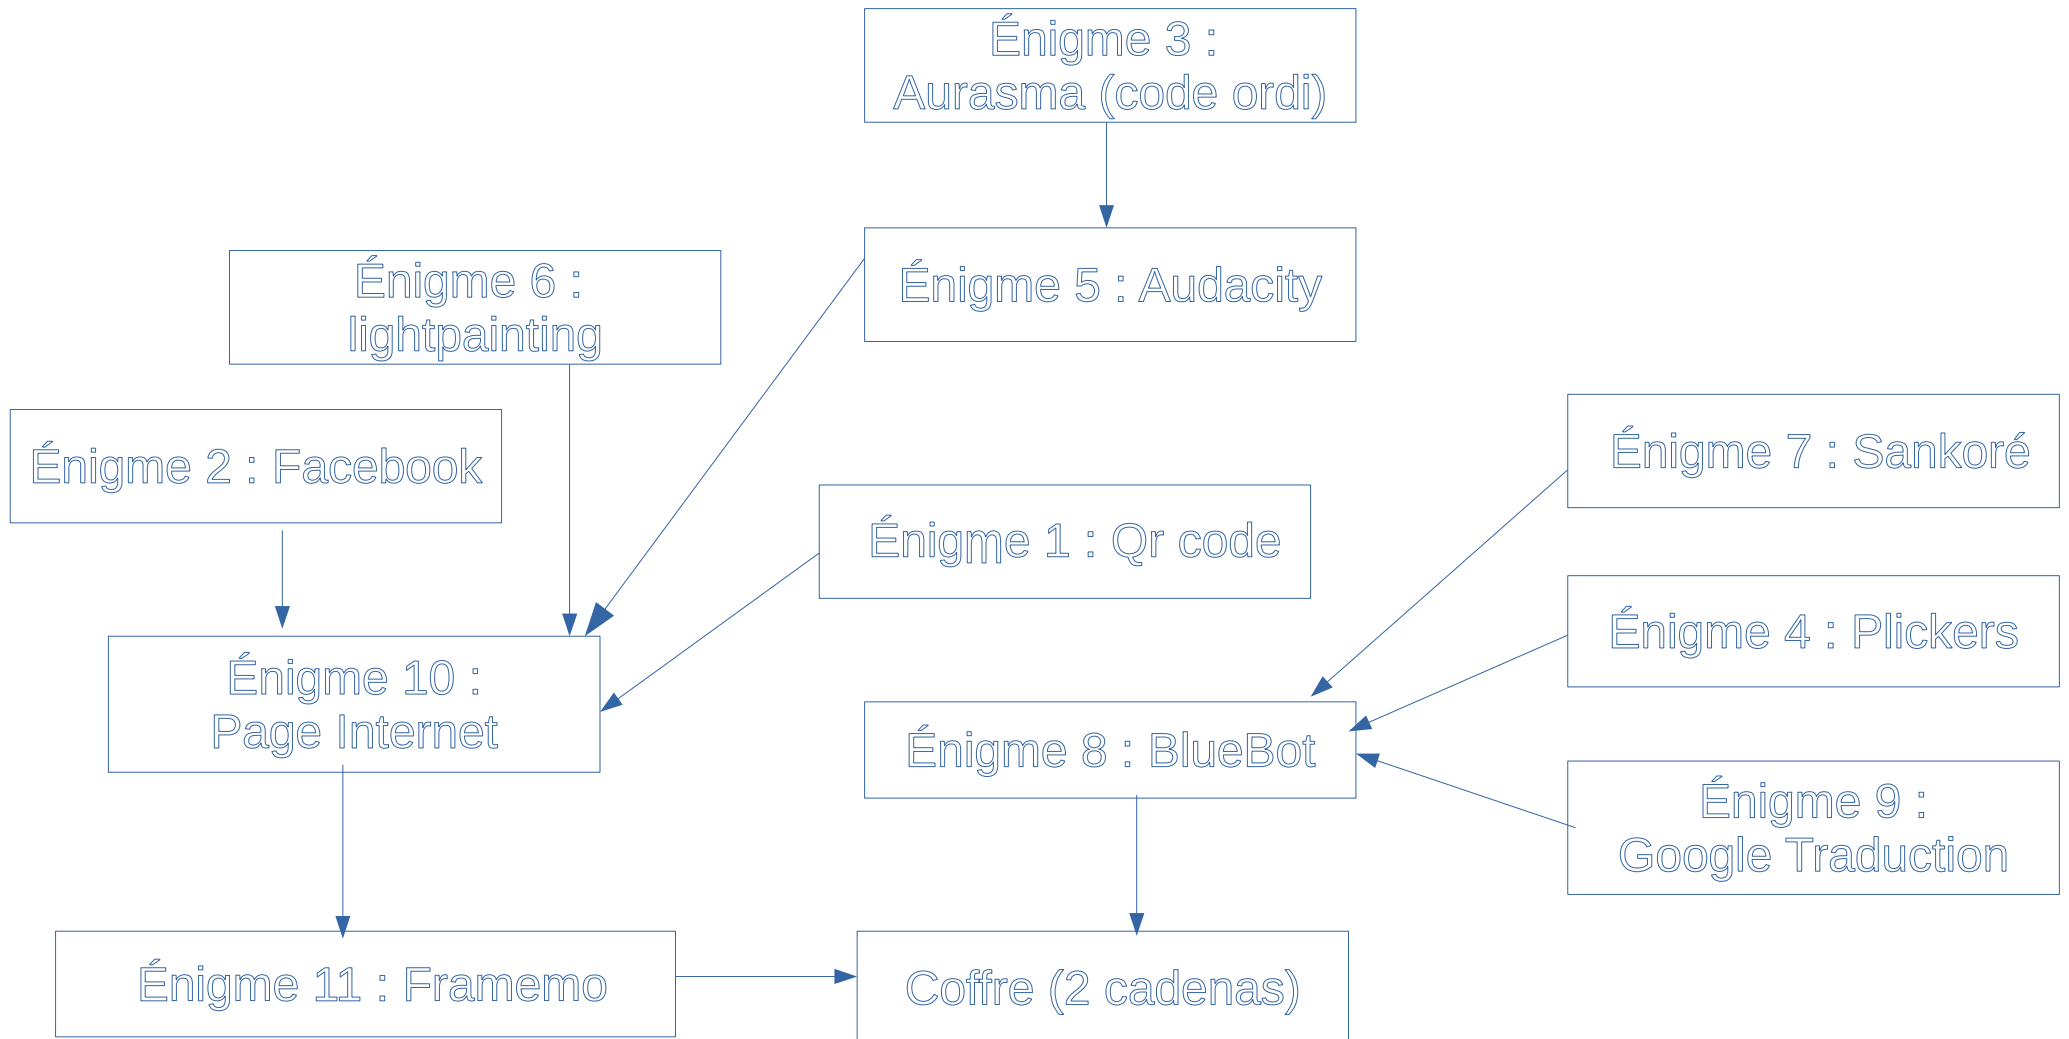 Énigme 3 :
Aurasma (code ordi)
Énigme 5 : Audacity
Énigme 6 :
lightpainting
Énigme 2 : Facebook
Énigme 7 : Sankoré
Énigme 1 : Qr code
Énigme 4 : Plickers
Énigme 10 :
Page Internet
Énigme 8 : BlueBot
Énigme 9 :
Google Traduction
Énigme 11 : Framemo
Coffre (2 cadenas)